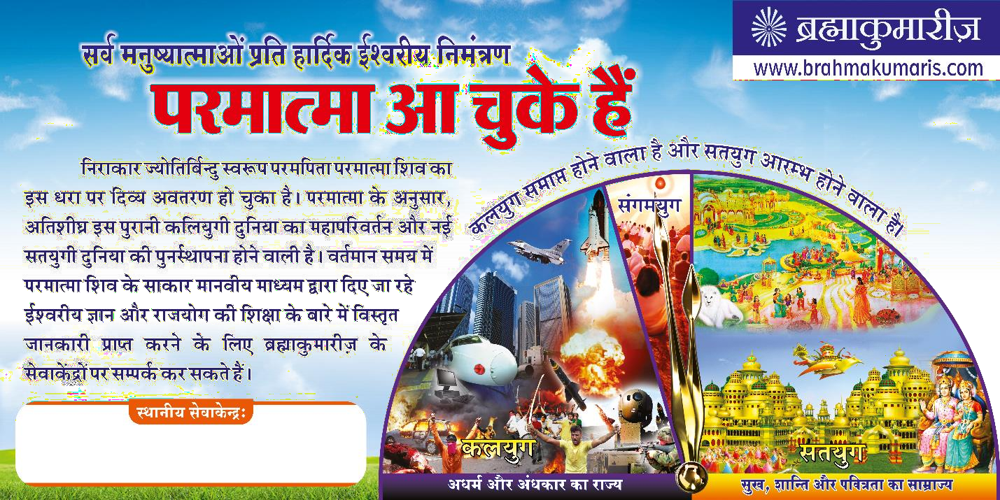 ब्रह्माकुमारीज़
www.brahmakumaris.com
सर्व मनुष्यात्माओं प्रति हार्दिक ईश्वरीय निमंत्रण
परमात्मा आ चुके हैं
निराकार ज्योतिर्बिन्दु स्वरूप परमपिता परमात्मा शिव का
इस धरा पर दिव्य अवतरण हो चुका है। परमात्मा के अनुसार,
अतिशीघ्र इस पुरानी कलियुगी दुनिया का महापरिवर्तन और नई
सतयुगी दुनिया की पुनर्स्थापना होने वाली है। वर्तमान समय में
परमात्मा शिव के साकार मानवीय माध्यम द्वारा दिए जा रहे
ईश्वरीय ज्ञान और राजयोग की शिक्षा के बारे में विस्तृत
जानकारी प्राप्त करने के लिए ब्रह्माकुमारीज़ के
सेवाकेंद्रों पर सम्पर्क कर सकते हैं।
स्थानीय सेवाकेन्द्रः
कलयुग समाप्त होने वाला है और सतयुग आरम्भ होने वाला है।
संगमयुग
कलयुग
सतयुग
अधर्म और अंधकार का राज्य
सुख, शान्ति और पवित्रता का साम्राज्य